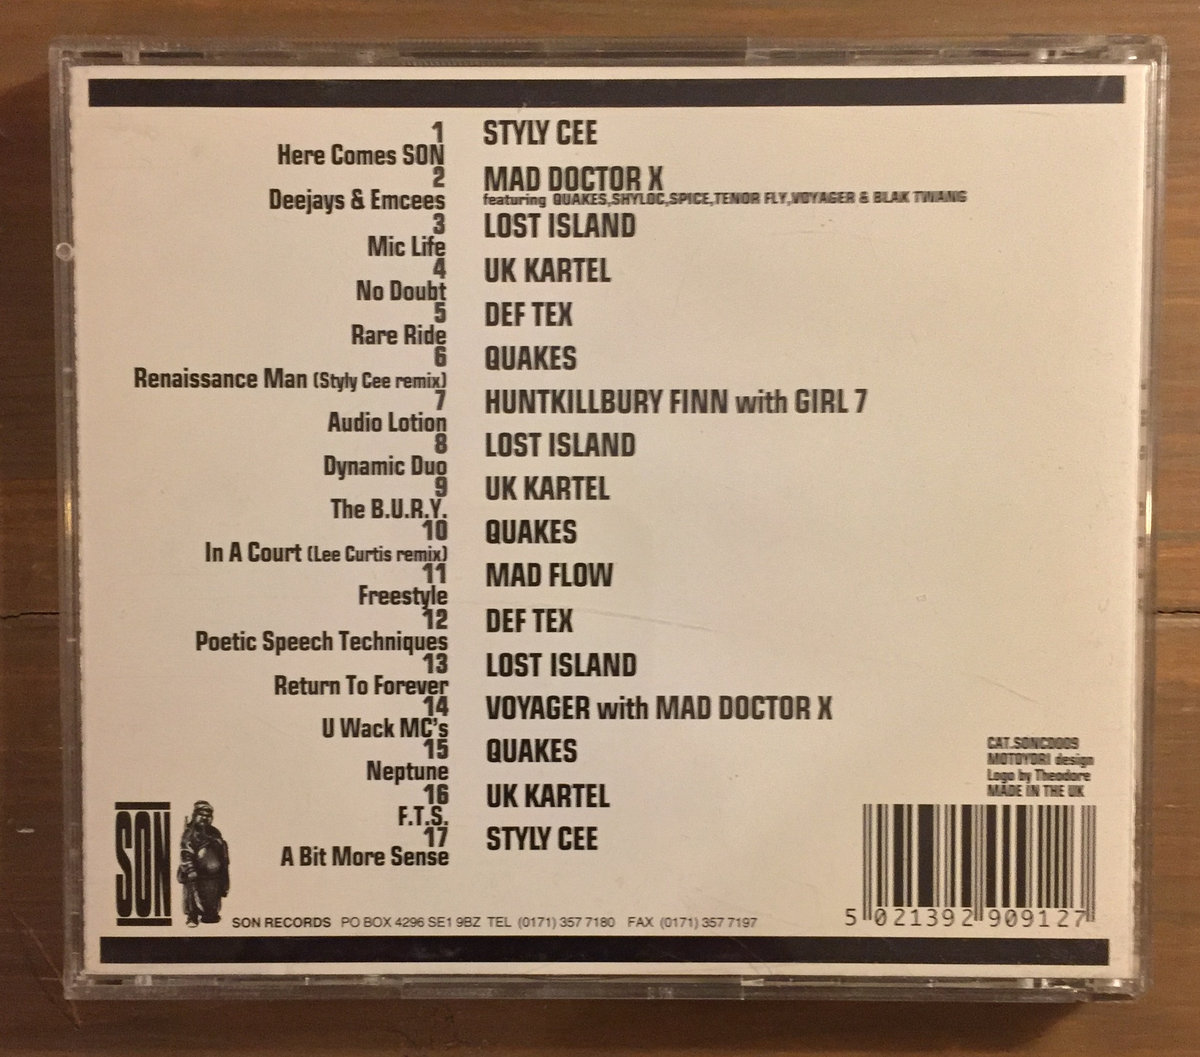 1 STYLY CEE
Here Comes SON
2 MAD DOCTOR X
featuring QUAKES,SHYLOC,SPICE,TENOR FLY,VOYAGER & BLAK TWANG
Deejays & Emcees
3 LOST ISLAND
Mic Life
4 UK KARTEL
No Doubt
5 DEF TEX
Rare Ride
6 QUAKES
Renaissance Man (Styly Cee remix)
7 HUNTKILLBURY FINN with GIRL 7
Audio Lotion
8 LOST ISLAND
Dynamic Duo
9 UK KARTEL
The B.U.R.Y.
10 QUAKES
In A Court (Lee Curtis remix)
11 MAD FLOW
Freestyle
12 DEF TEX
Poetic Speech Techniques
13 LOST ISLAND
Return To Forever
14 VOYAGER with MAD DOCTOR X
U Wack MC's
15 QUAKES
Neptune
16 UK KARTEL
F.T.S.
17 STYLY CEE
A Bit More Sense
CAT.SONCD009
MOTOYORI design
Logo by Theodore
MADE IN THE UK
SON
SON RECORDS PO BOX 4296 SE1 9BZ TEL (0171) 357 7180 FAX (0171) 357 7197
5 021392 909127